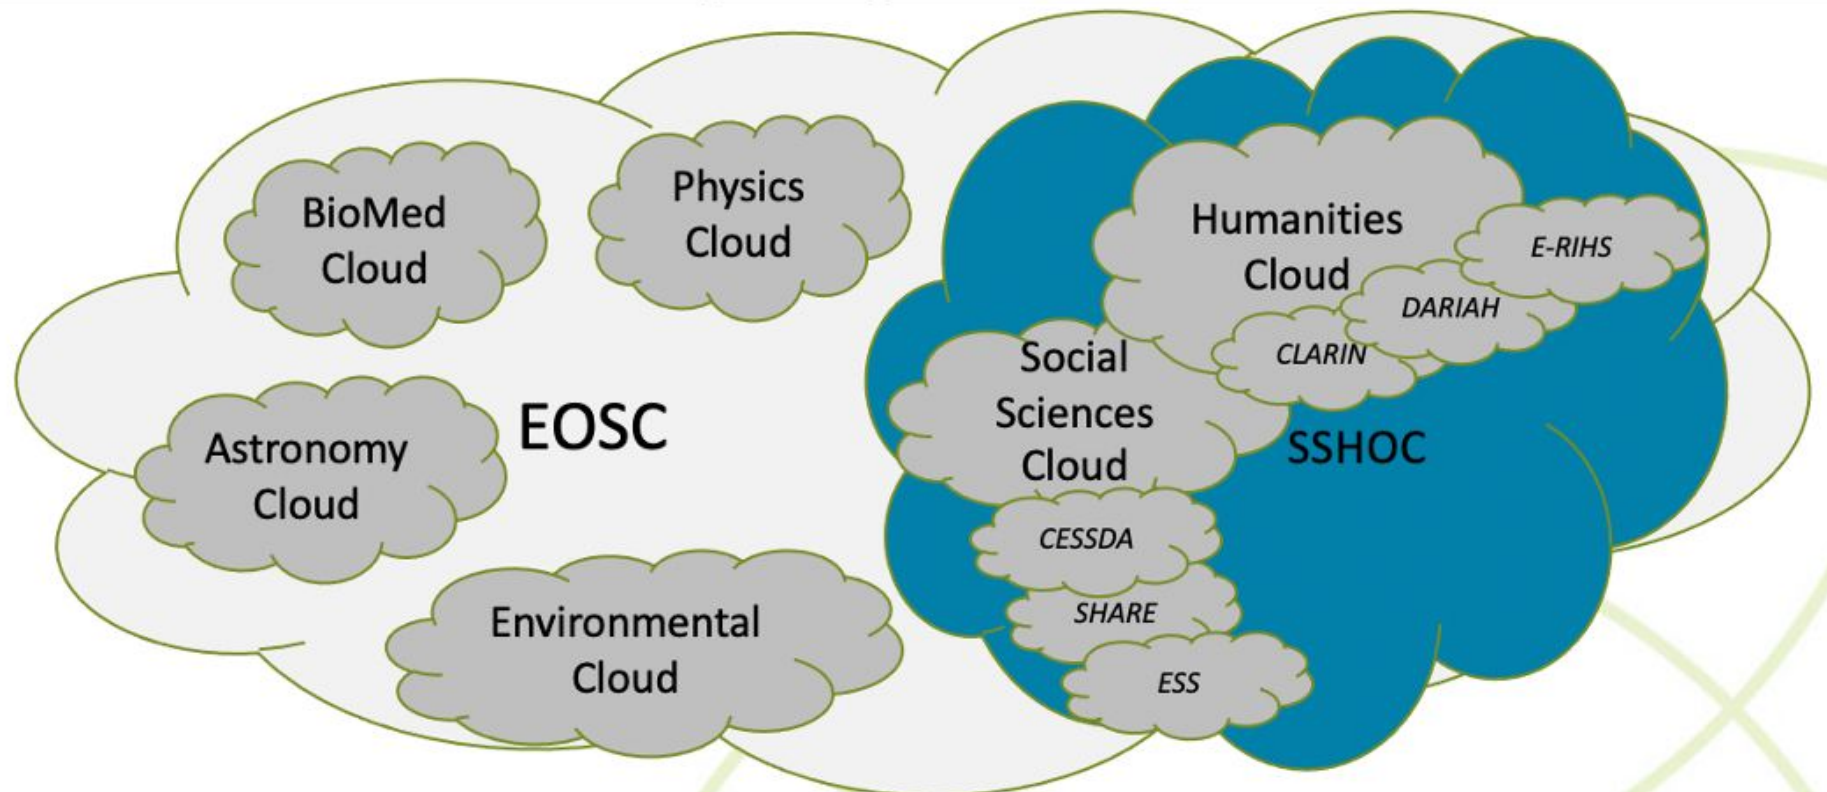 BioMed
Cloud
Physics
Cloud
Humanities
Cloud
E-RIHS
DARIAH
CLARIN
Social
Sciences
Cloud
Astronomy
Cloud
EOSC
SSHOC
CESSDA
SHARE
ESS
Environmental
Cloud